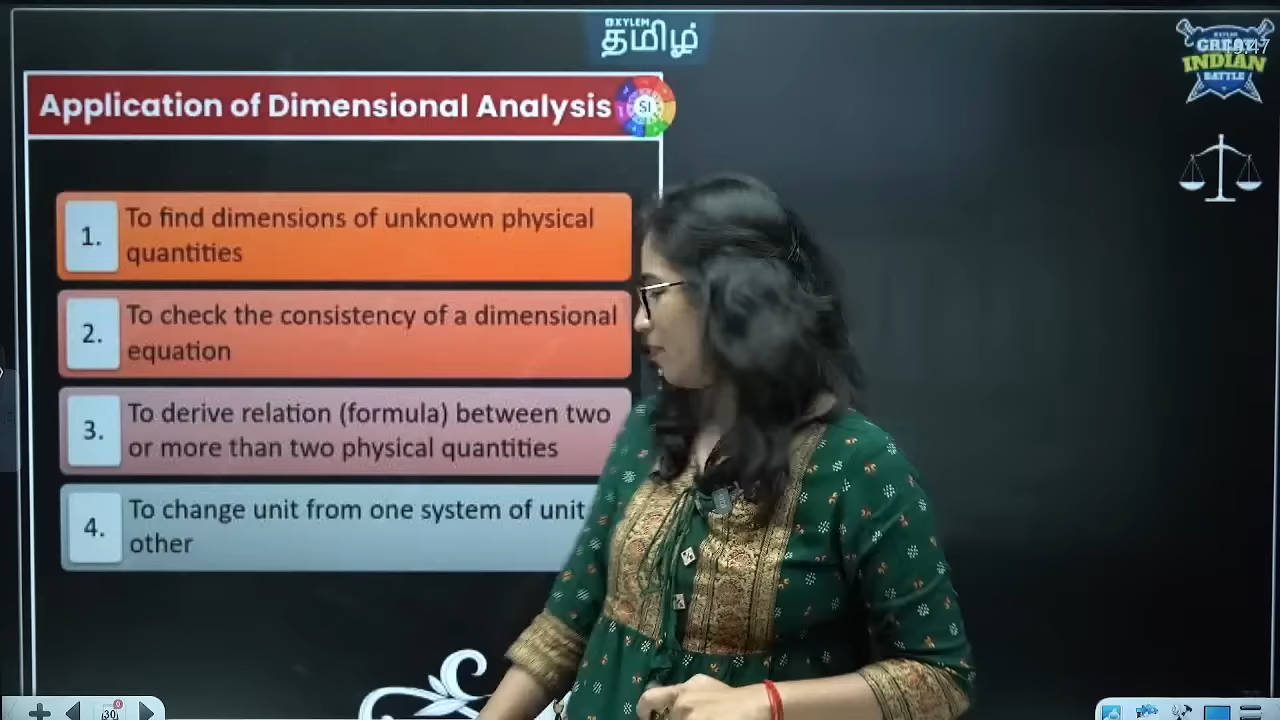 XYLEM
தமிழ்
GREAT
INDIAN
BATTLE
Application of Dimensional Analysis
SI
1.
To find dimensions of unknown physical
quantities
2.
To check the consistency of a dimensional
equation
3.
To derive relation (formula) between two
or more than two physical quantities
4.
To change unit from one system of unit
other
30